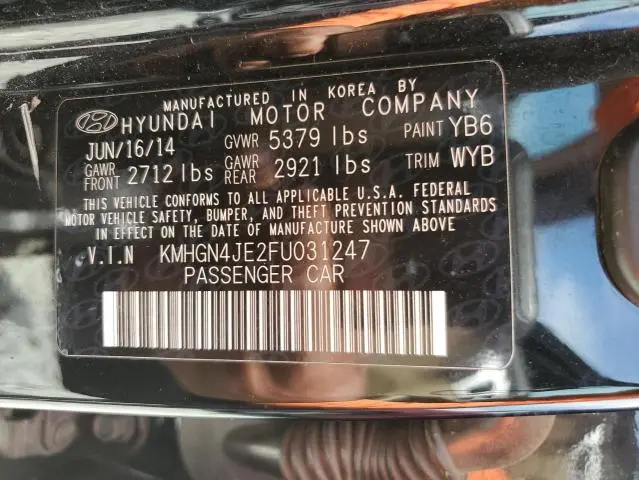 MANUFACTURED IN KOREA BY
HYUNDAI MOTOR COMPANY
JUN/16/14 GVWR 5379 lbs PAINT YB6
GAWR FRONT 2712 lbs GAWR REAR 2921 lbs TRIM WYB
THIS VEHICLE CONFORMS TO ALL APPLICABLE U.S.A. FEDERAL
MOTOR VEHICLE SAFETY, BUMPER, AND THEFT PREVENTION STANDARDS
IN EFFECT ON THE DATE OF MANUFACTURE SHOWN ABOVE
V.I.N KMHGN4JE2FU031247
PASSENGER CAR